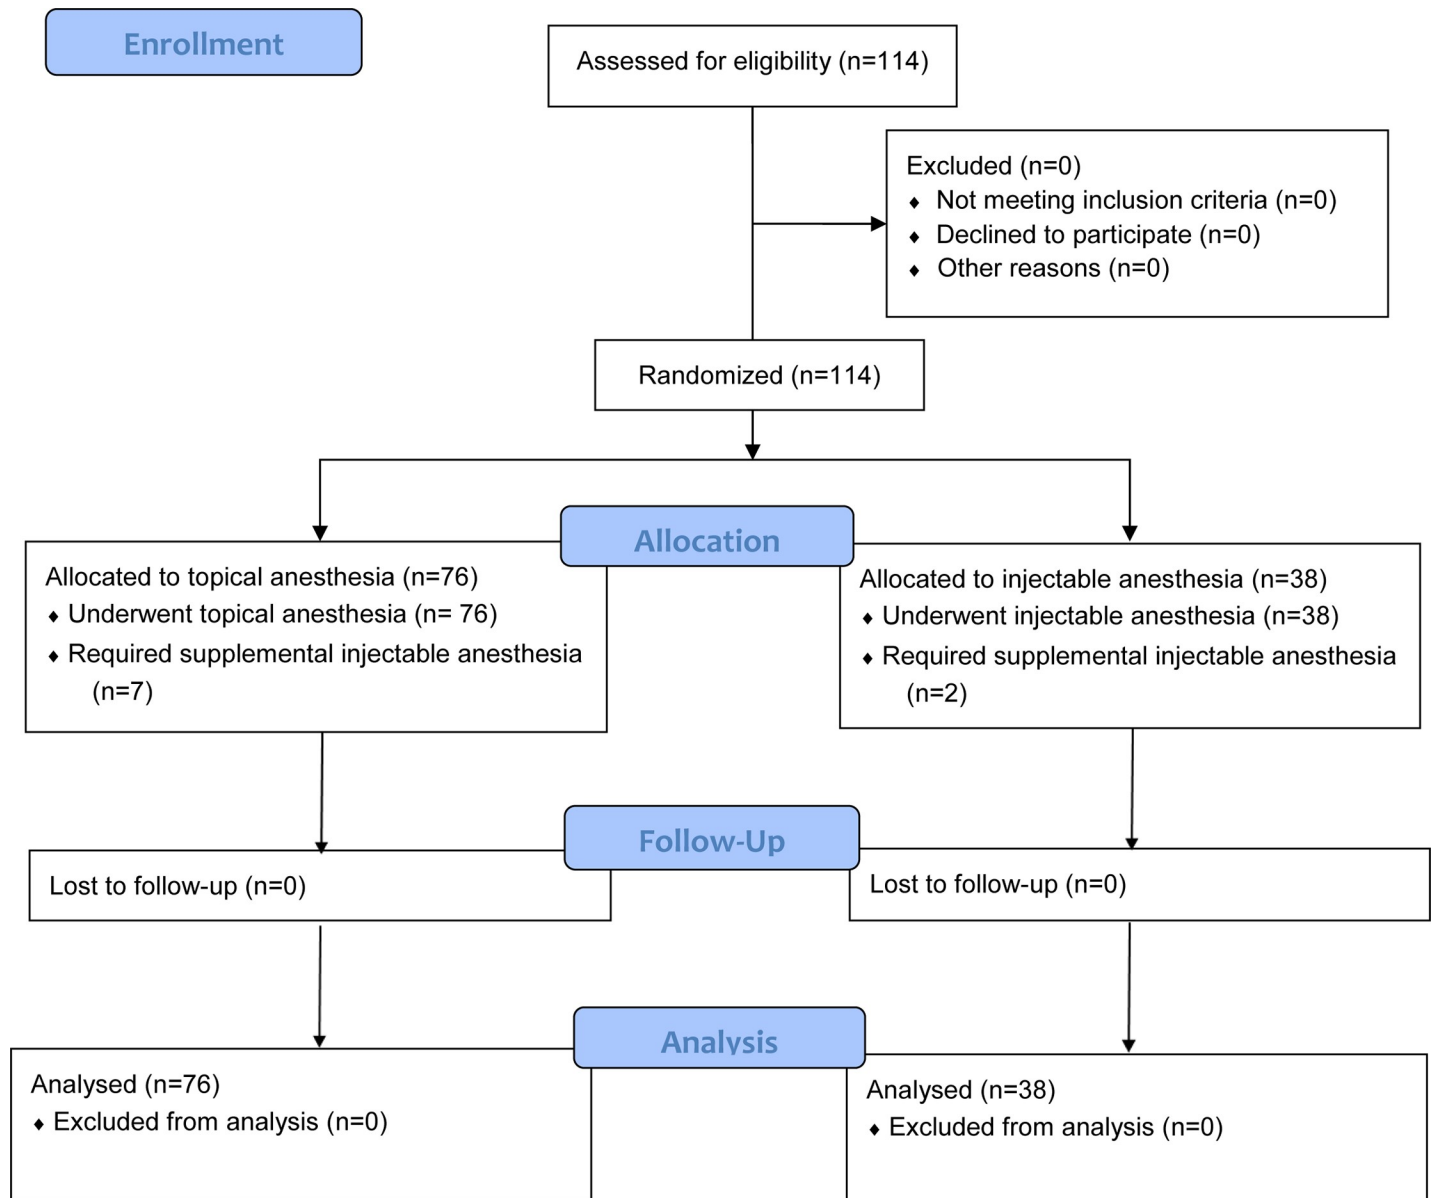 Enrollment
Assessed for eligibility (n=114)
Excluded (n=0)
♦ Not meeting inclusion criteria (n=0)
♦ Declined to participate (n=0)
♦ Other reasons (n=0)
Randomized (n=114)
Allocation
Allocated to topical anesthesia (n=76)
♦ Underwent topical anesthesia (n= 76)
♦ Required supplemental injectable anesthesia
(n=7)
Allocated to injectable anesthesia (n=38)
♦ Underwent injectable anesthesia (n=38)
♦ Required supplemental injectable anesthesia
(n=2)
Follow-Up
Lost to follow-up (n=0)
Lost to follow-up (n=0)
Analysis
Analysed (n=76)
♦ Excluded from analysis (n=0)
Analysed (n=38)
♦ Excluded from analysis (n=0)